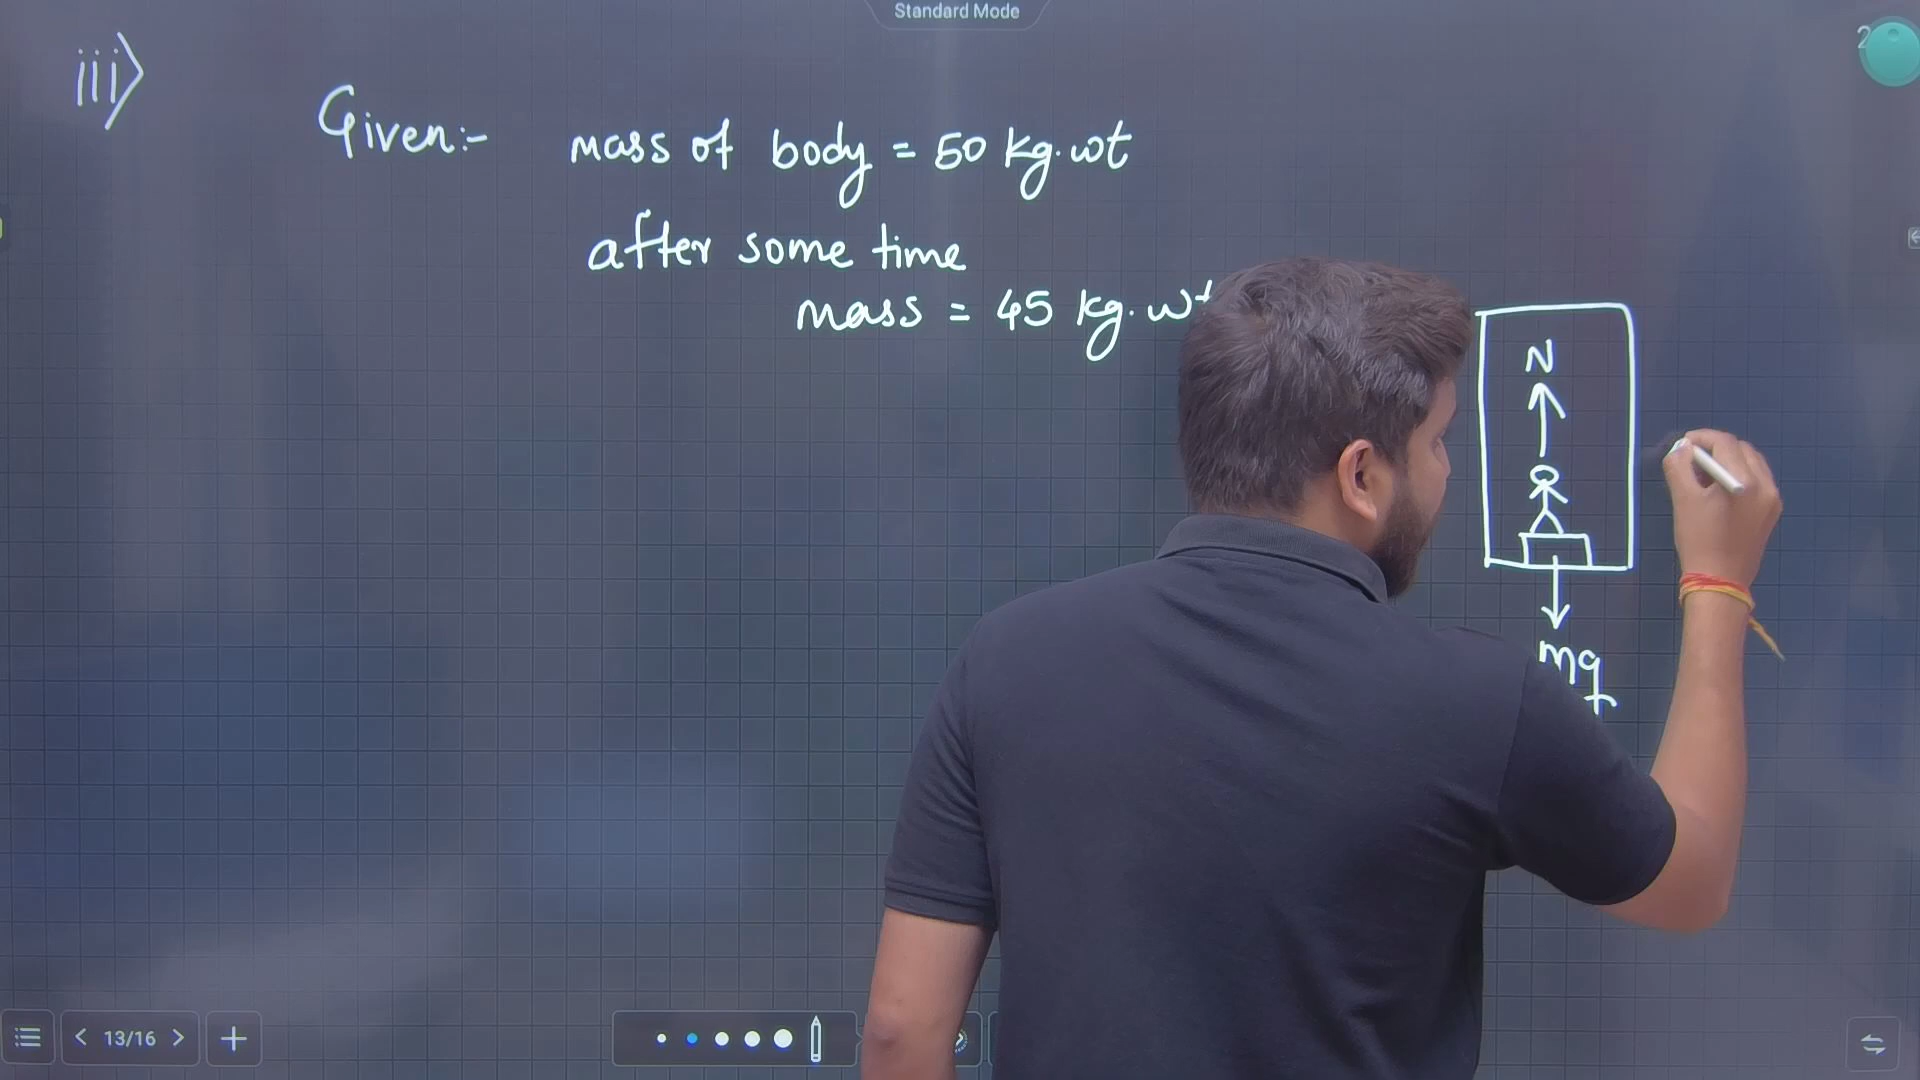 Standard Mode
iii)
Given:- mass of body = 50 kg.wt
after some time
mass = 45 kg.wt
N
mg
13/16